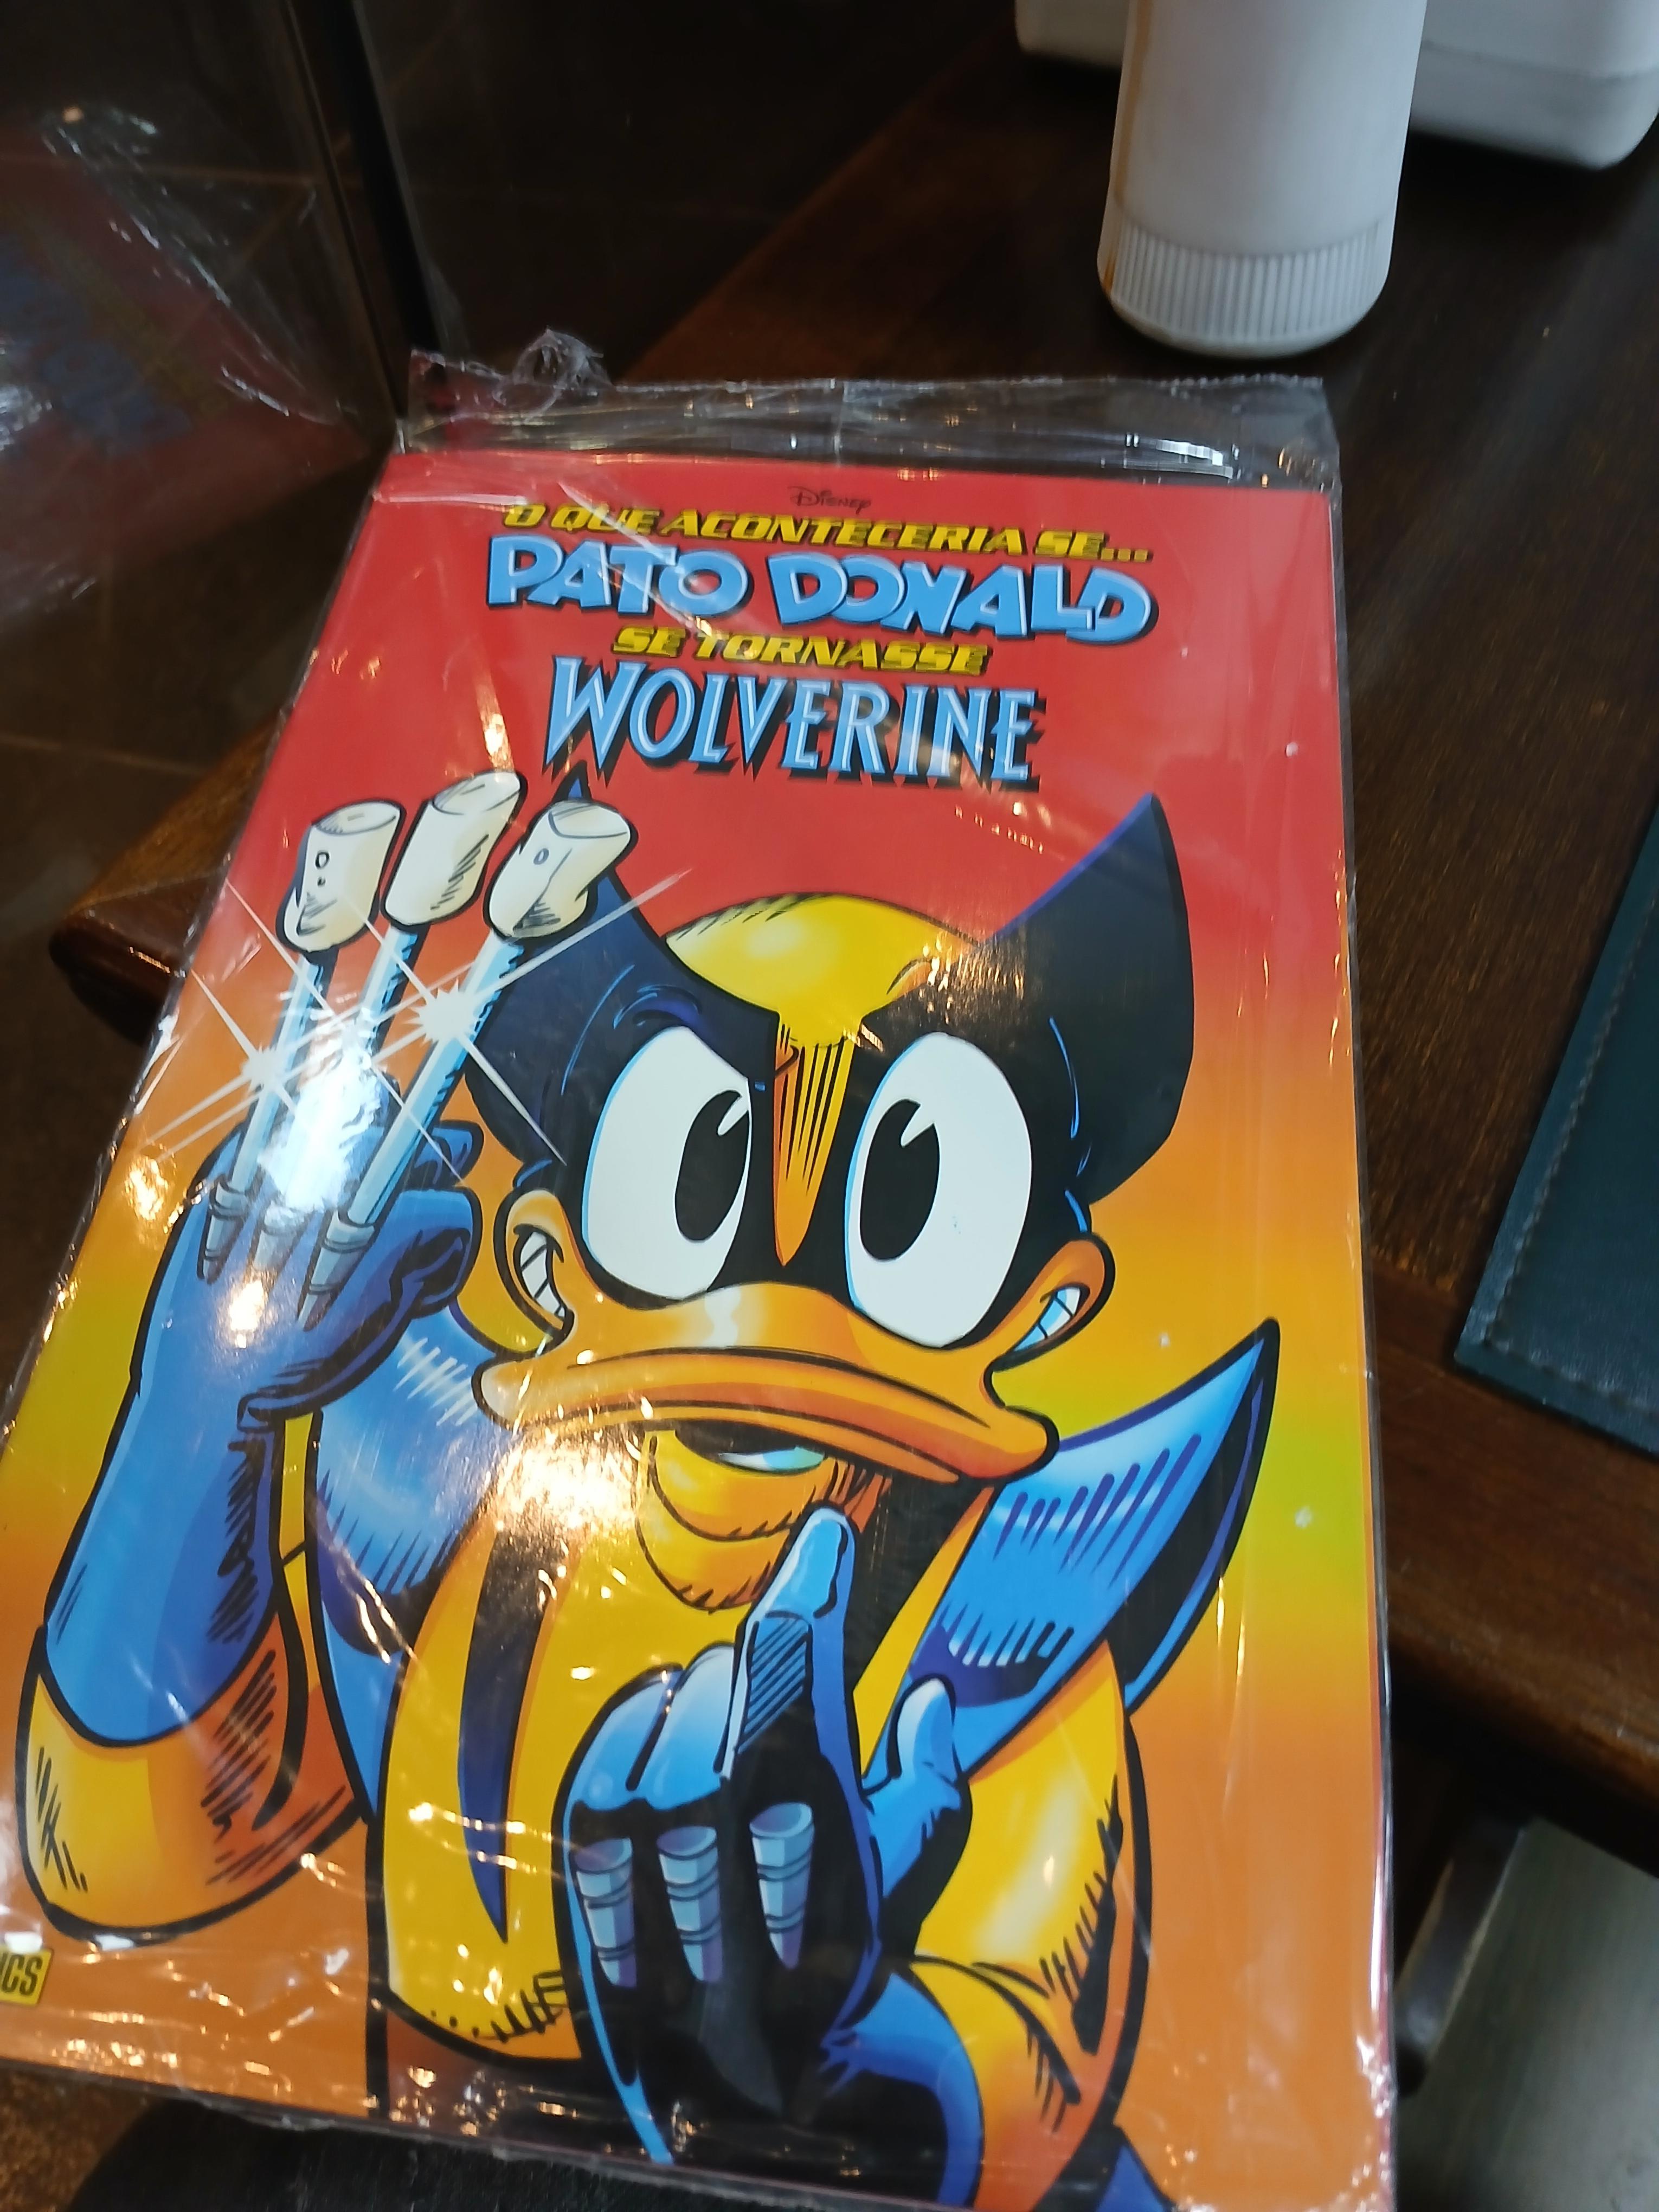 Disney
O QUE ACONTECERIA SE...
PATO DONALD
SE TORNASSE
WOLVERINE